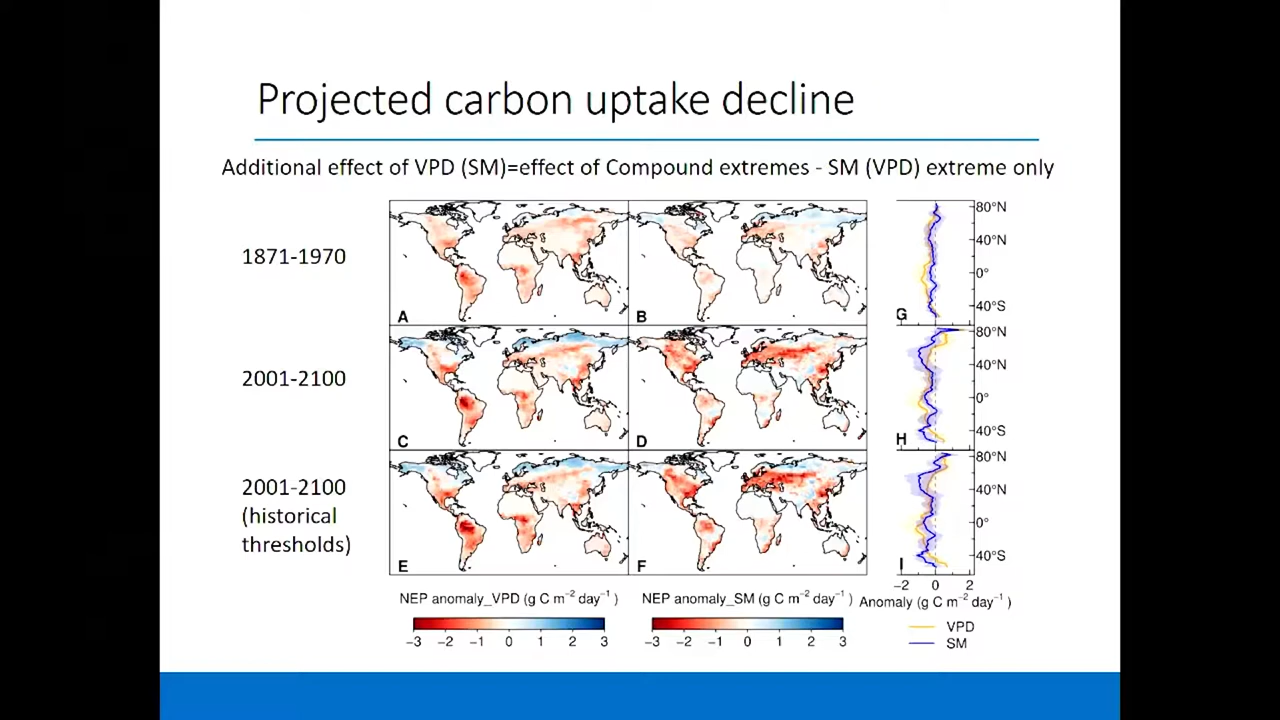 Projected carbon uptake decline
Additional effect of VPD (SM)=effect of Compound extremes - SM (VPD) extreme only
1871-1970
A
B
G
80°N
40°N
0°
40°S
2001-2100
C
D
H
80°N
40°N
0°
40°S
2001-2100
(historical
thresholds)
E
F
I
80°N
40°N
0°
40°S
−2 0 2
NEP anomaly_VPD (g C m⁻² day⁻¹)
−3 −2 −1 0 1 2 3
NEP anomaly_SM (g C m⁻² day⁻¹)
−3 −2 −1 0 1 2 3
Anomaly (g C m⁻² day⁻¹)
VPD
SM